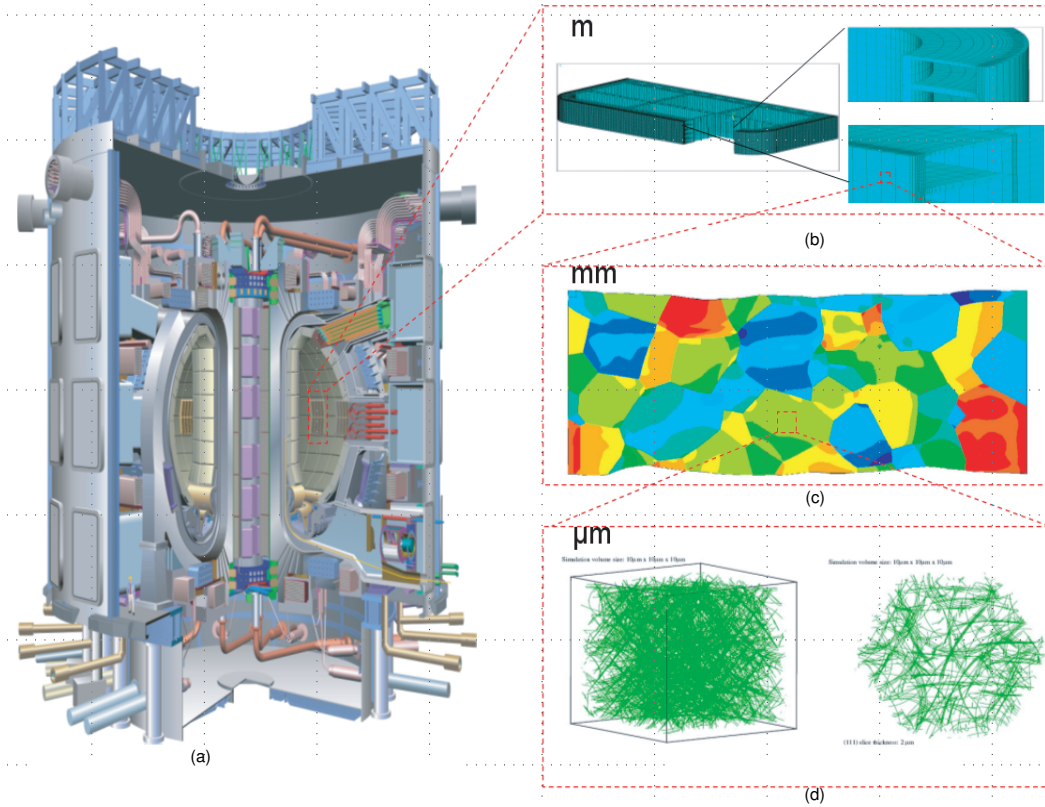 m
(b)
mm
(c)
μm
Simulation volume size: 10μm x 10μm x 10μm
Simulation volume size: 10μm x 10μm x 10μm
(111) slice thickness: 2μm
(a)
(d)